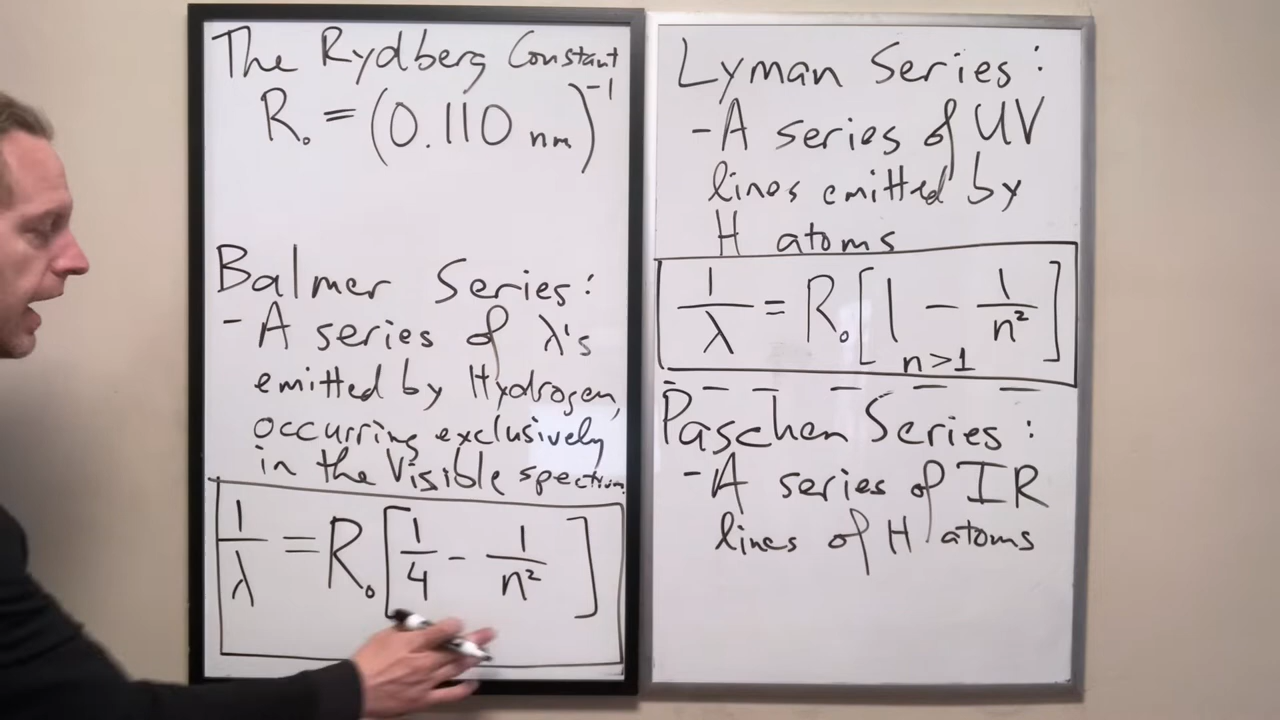 The Rydberg Constant
R₀ = (0.110 nm)⁻¹
Balmer Series:
- A series of λ's
emitted by Hydrogen,
occurring exclusively
in the Visible spectrum
1/λ = R₀ [1/4 - 1/n²]
Lyman Series:
- A series of UV
lines emitted by
H atoms
1/λ = R₀ [1 - 1/n²]
n>1
Paschen Series:
- A series of IR
lines of H atoms